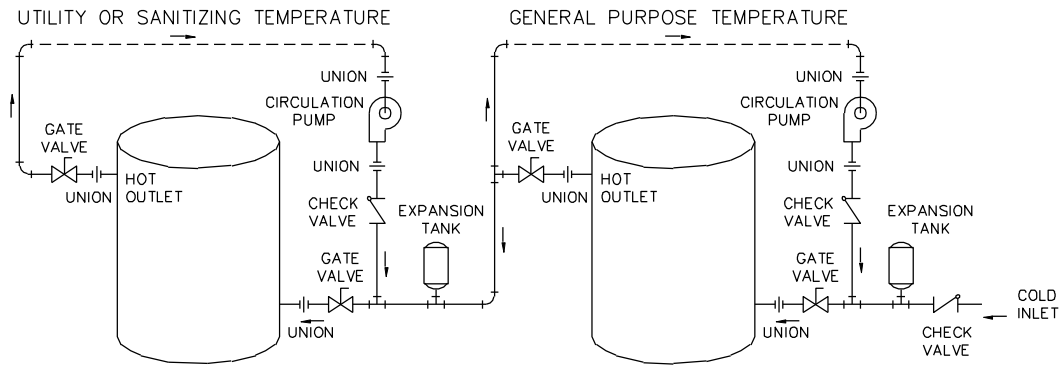 UTILITY OR SANITIZING TEMPERATURE
GENERAL PURPOSE TEMPERATURE
UNION
CIRCULATION
PUMP
GATE
VALVE
UNION
HOT
OUTLET
UNION
CHECK
VALVE
EXPANSION
TANK
GATE
VALVE
UNION
UNION
CIRCULATION
PUMP
GATE
VALVE
UNION
HOT
OUTLET
UNION
CHECK
VALVE
EXPANSION
TANK
GATE
VALVE
UNION
COLD
INLET
CHECK
VALVE